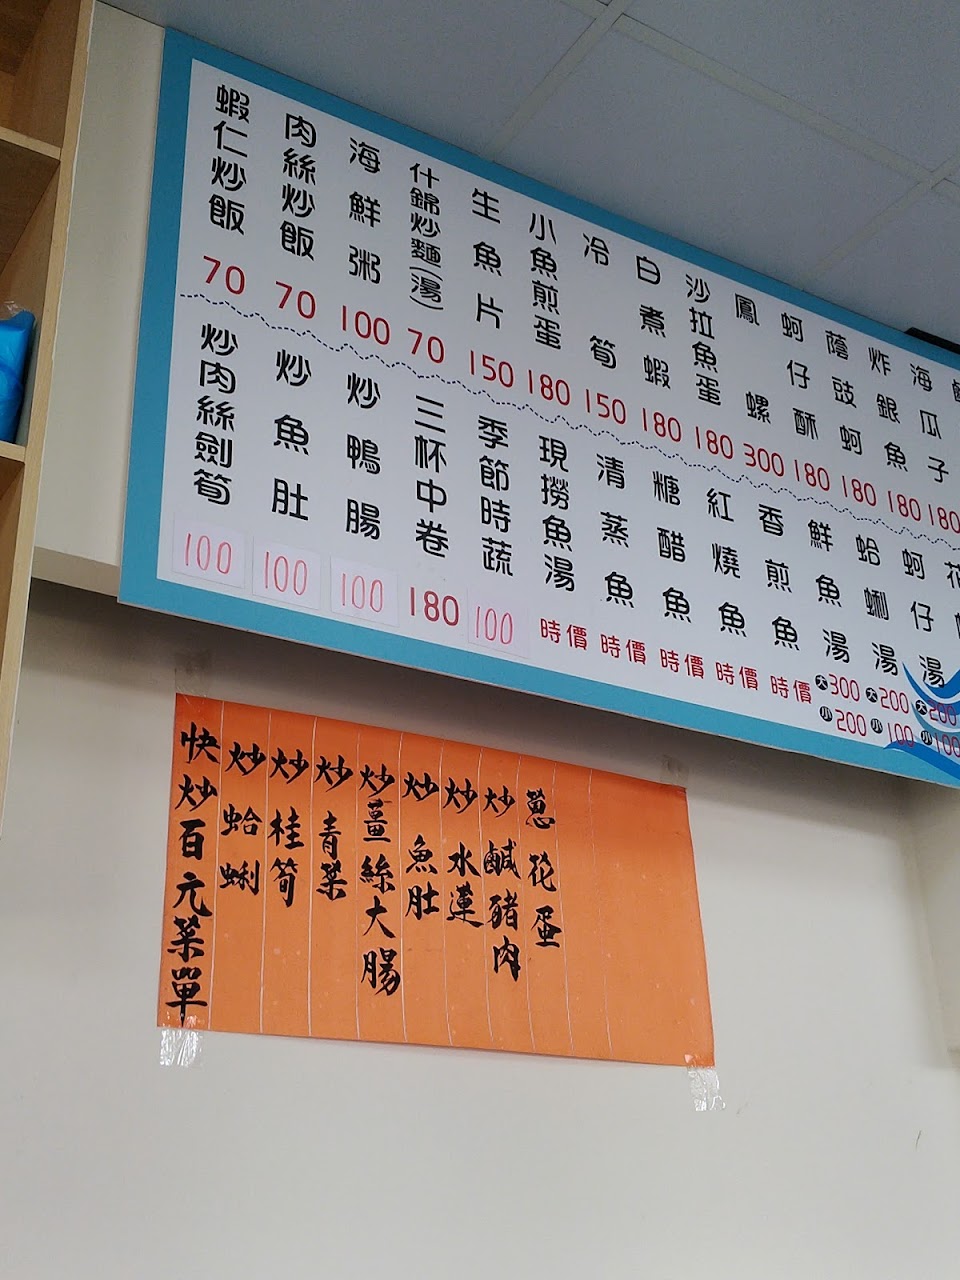 蝦仁炒飯 70
肉絲炒飯 70
海鮮粥 100
什錦炒麵(湯) 70
生魚片 150
小魚煎蛋 180
冷筍 150
白煮蝦 180
沙拉魚蛋 180
鳳螺 300
蚵仔酥 180
蔭豉蚵 180
炸銀魚 180
海瓜子 180
炒肉絲劍筍 100
炒魚肚 100
炒鴨腸 100
三杯中卷 180
季節時蔬 100
現撈魚湯 時價
清蒸魚 時價
糖醋魚 時價
紅燒魚 時價
香煎魚 時價
鮮魚湯 大300 小200
蛤蜊湯 大200 小100
蚵仔湯 大200 小100
花
快炒百元菜單
炒蛤蜊
炒桂筍
炒青菜
炒薑絲大腸
炒魚肚
炒水蓮
炒鹹豬肉
蔥花蛋